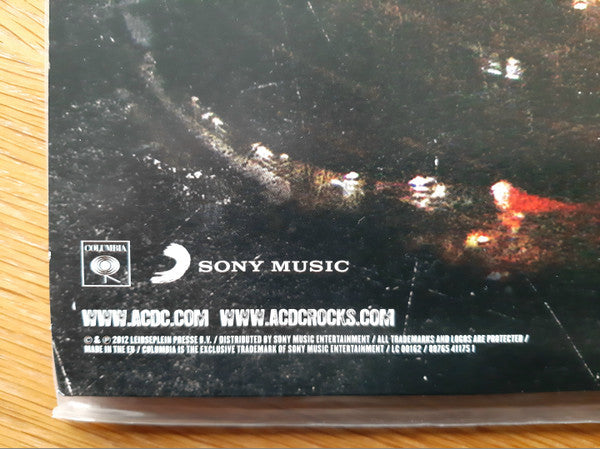 COLUMBIA
SONY MUSIC
WWW.ACDC.COM WWW.ACDCROCKS.COM
© & ℗ 2012 LEIDSEPLEIN PRESSE B.V. / DISTRIBUTED BY SONY MUSIC ENTERTAINMENT / ALL TRADEMARKS AND LOGOS ARE PROTECTED /
MADE IN THE EU / COLUMBIA IS THE EXCLUSIVE TRADEMARK OF SONY MUSIC ENTERTAINMENT / LC 00162 / 88765 41175 1